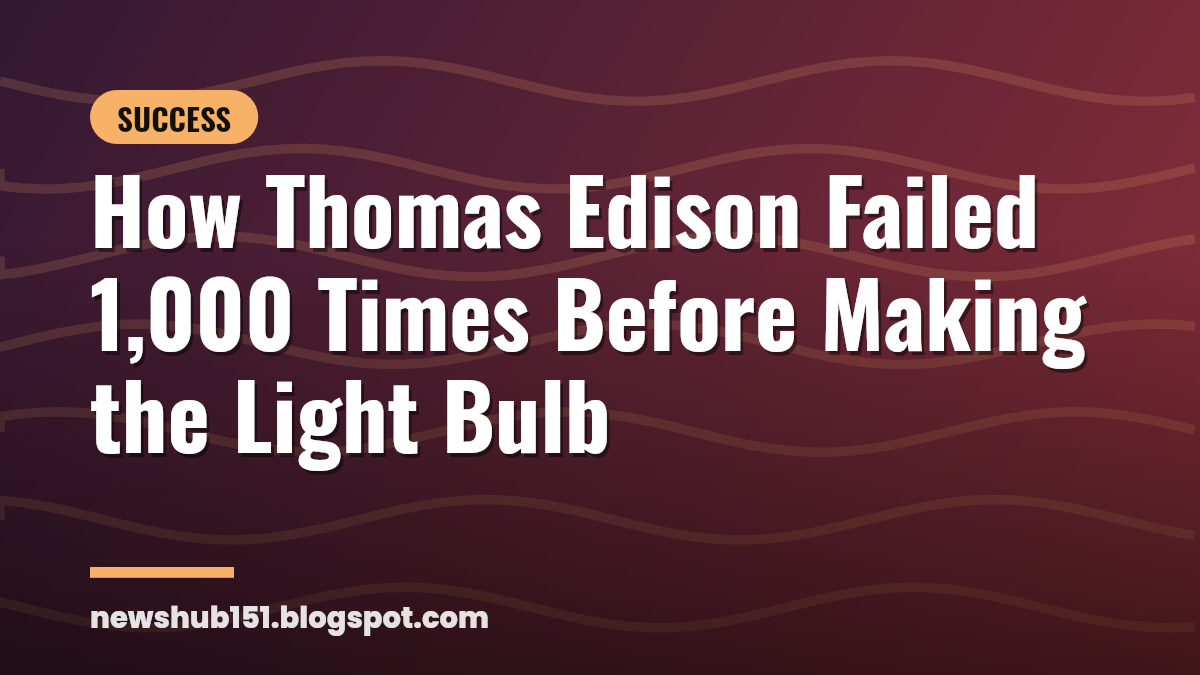 SUCCESS
How Thomas Edison Failed
1,000 Times Before Making
the Light Bulb
newshub151.blogspot.com